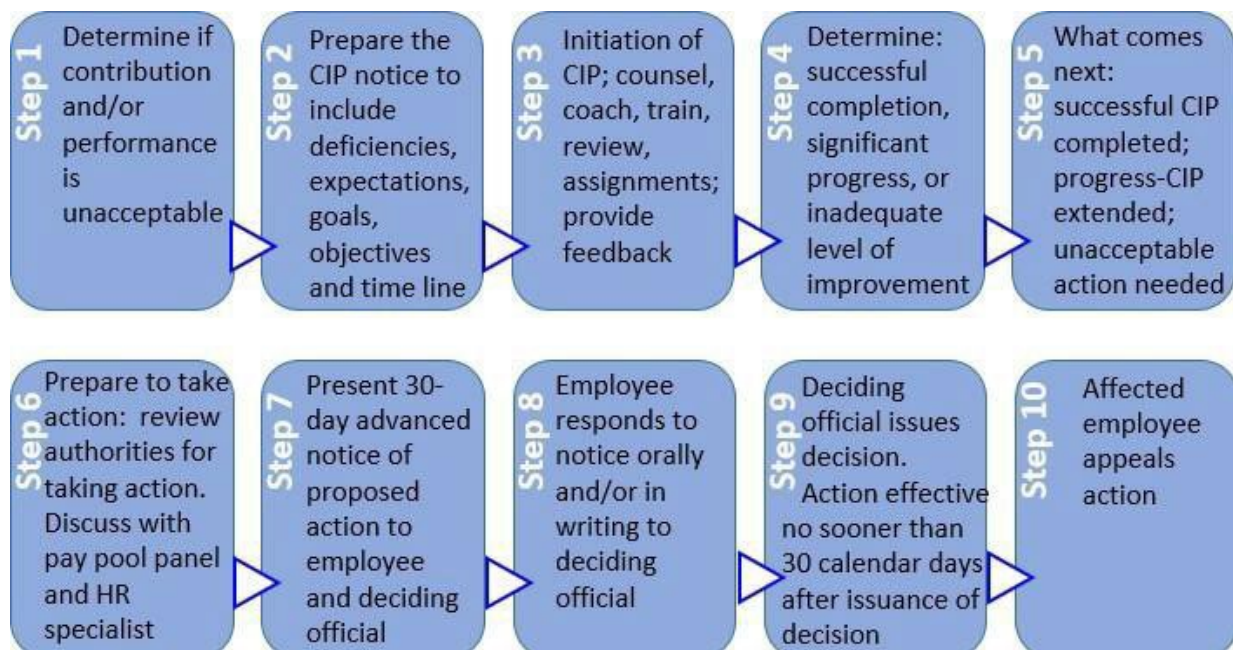 Step 1
Determine if
contribution
and/or
performance
is
unacceptable
Step 2
Prepare the
CIP notice to
include
deficiencies,
expectations,
goals,
objectives
and time line
Step 3
Initiation of
CIP; counsel,
coach, train,
review,
assignments;
provide
feedback
Step 4
Determine:
successful
completion,
significant
progress, or
inadequate
level of
improvement
Step 5
What comes
next:
successful CIP
completed;
progress-CIP
extended;
unacceptable
action needed
Step 6
Prepare to take
action: review
authorities for
taking action.
Discuss with
pay pool panel
and HR
specialist
Step 7
Present 30-
day advanced
notice of
proposed
action to
employee
and deciding
official
Step 8
Employee
responds to
notice orally
and/or in
writing to
deciding
official
Step 9
Deciding
official issues
decision.
Action effective
no sooner than
30 calendar days
after issuance of
decision
Step 10
Affected
employee
appeals
action